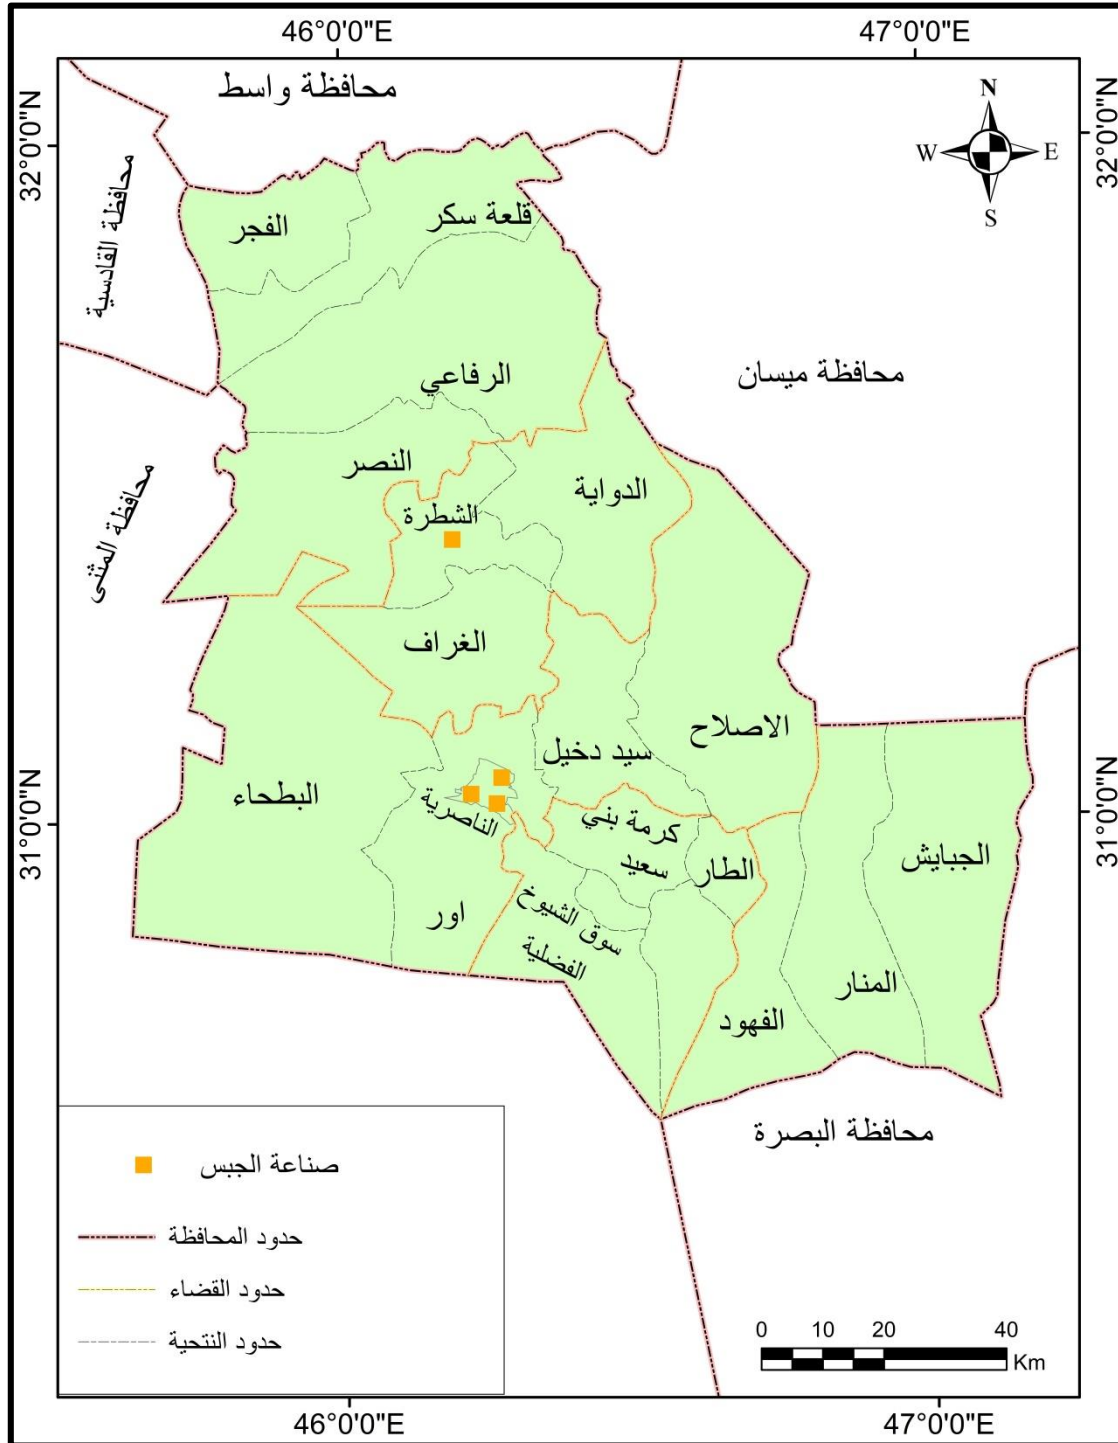 46°0'0"E
47°0'0"E
32°0'0"N
32°0'0"N
محافظة واسط
N
W
E
S
محافظة القادسية
الفجر
قلعة سكر
محافظة ميسان
الرفاعي
محافظة المثنى
النصر
الدواية
الشطرة
الغراف
الاصلاح
سيد دخيل
البطحاء
الناصرية
كرمة بني
سعيد
الطار
الجبايش
31°0'0"N
31°0'0"N
اور
سوق الشيوخ
الفضلية
المنار
الفهود
محافظة البصرة
صناعة الجبس
حدود المحافظة
حدود القضاء
حدود النتحية
0
10
20
40
Km
46°0'0"E
47°0'0"E